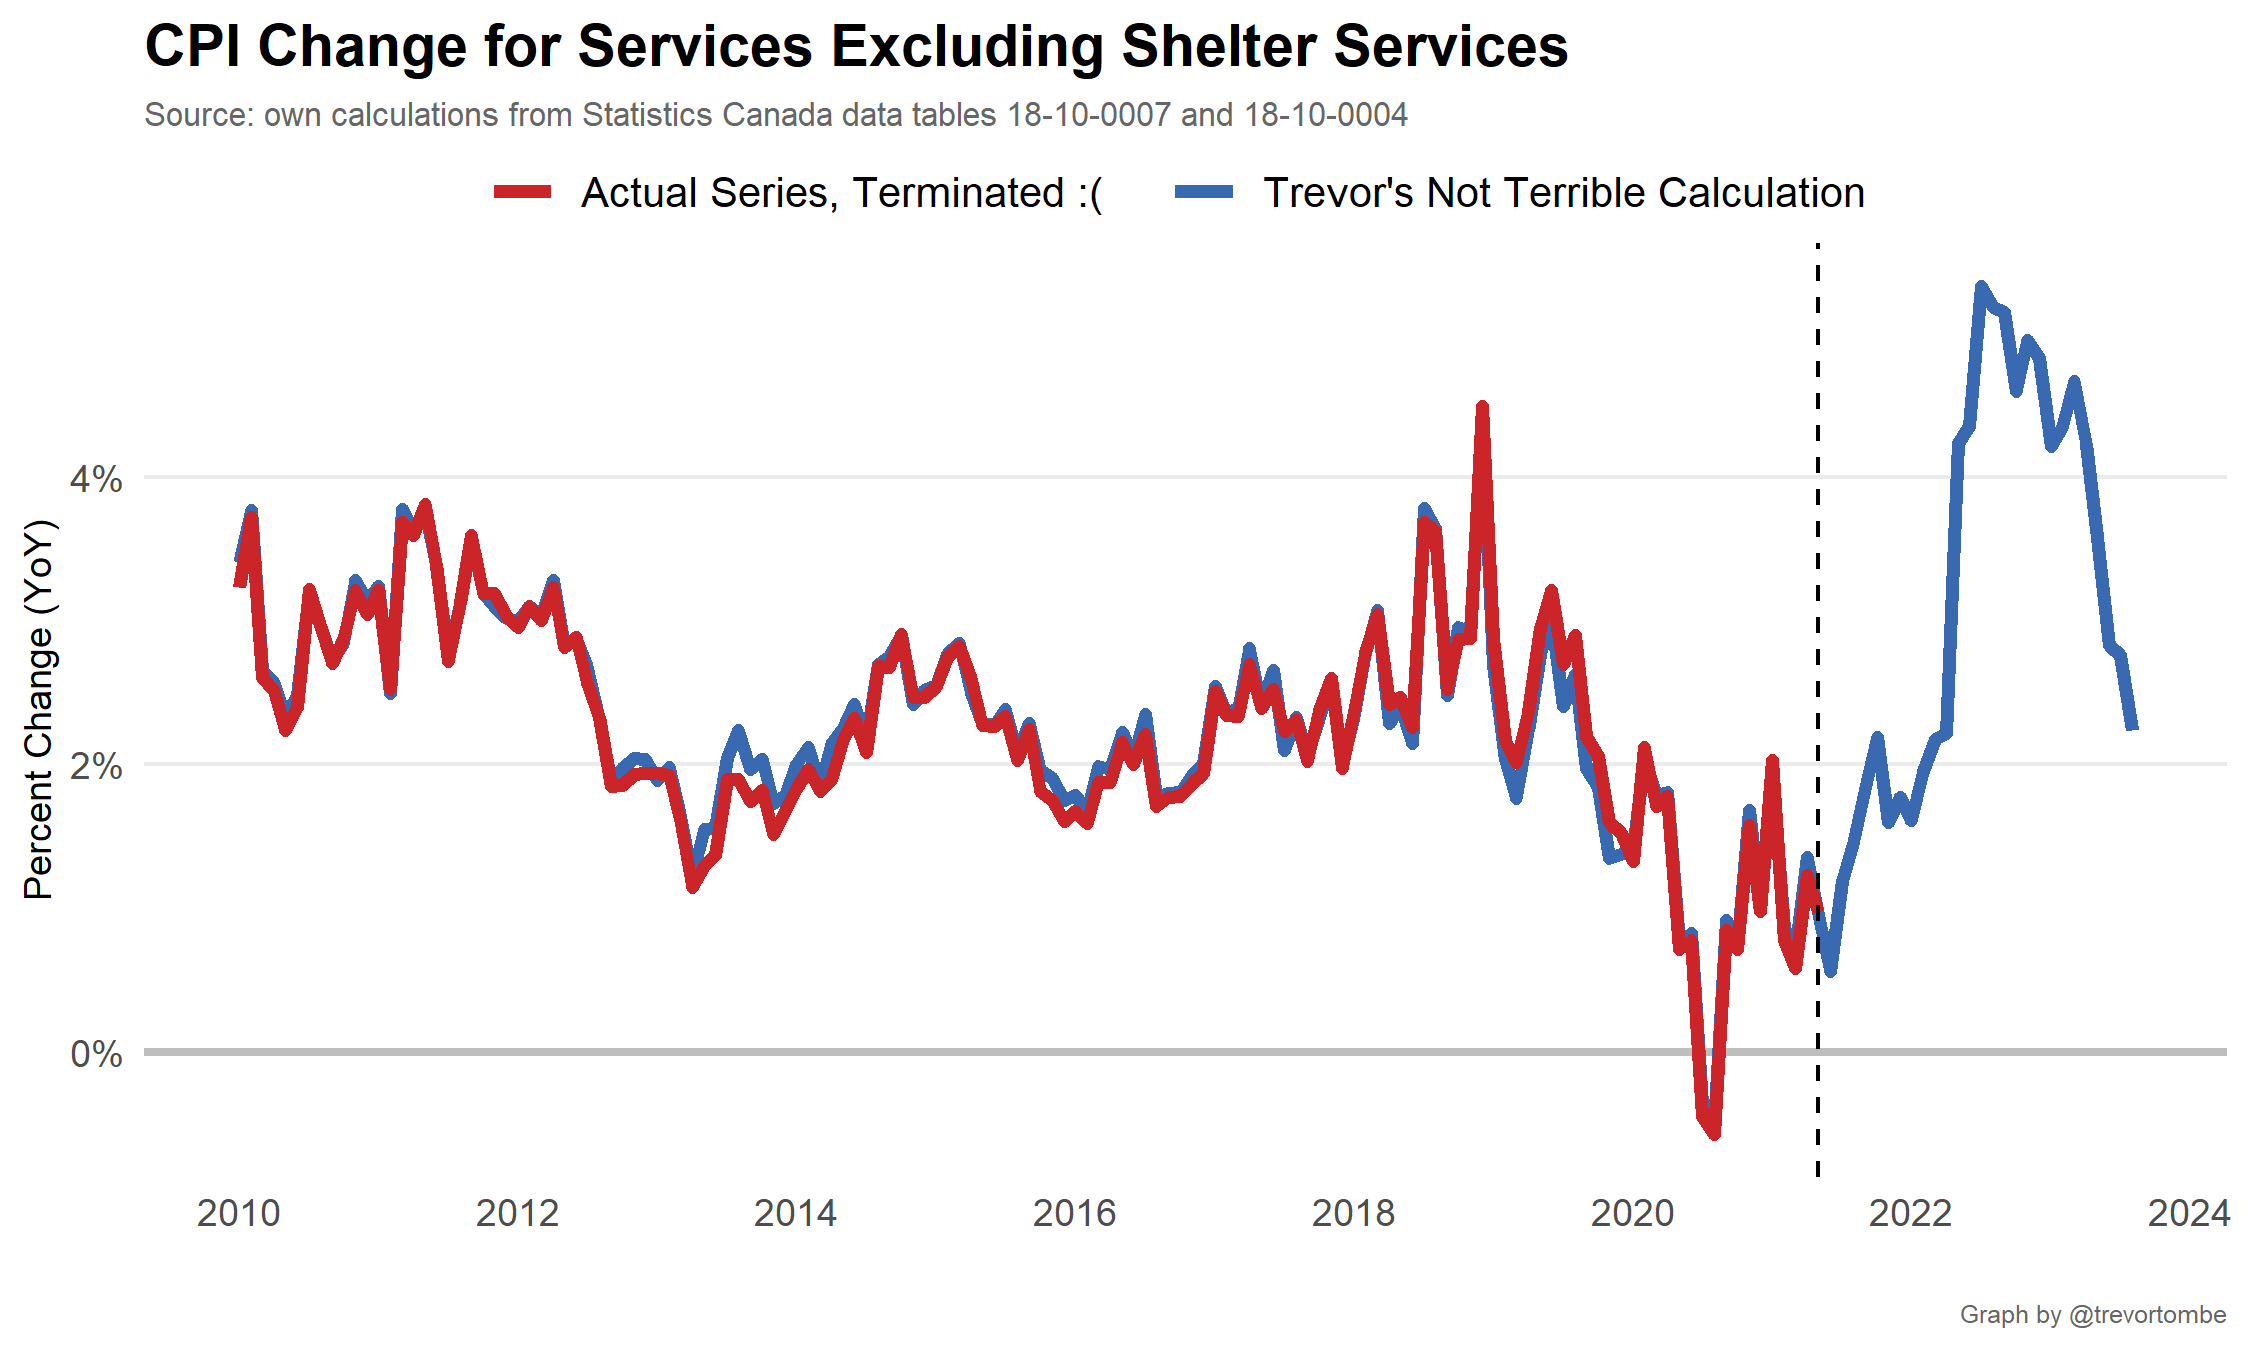 CPI Change for Services Excluding Shelter Services
Source: own calculations from Statistics Canada data tables 18-10-0007 and 18-10-0004
Actual Series, Terminated :(
Trevor's Not Terrible Calculation
Percent Change (YoY)
4%
2%
0%
2010
2012
2014
2016
2018
2020
2022
2024
Graph by @trevortombe